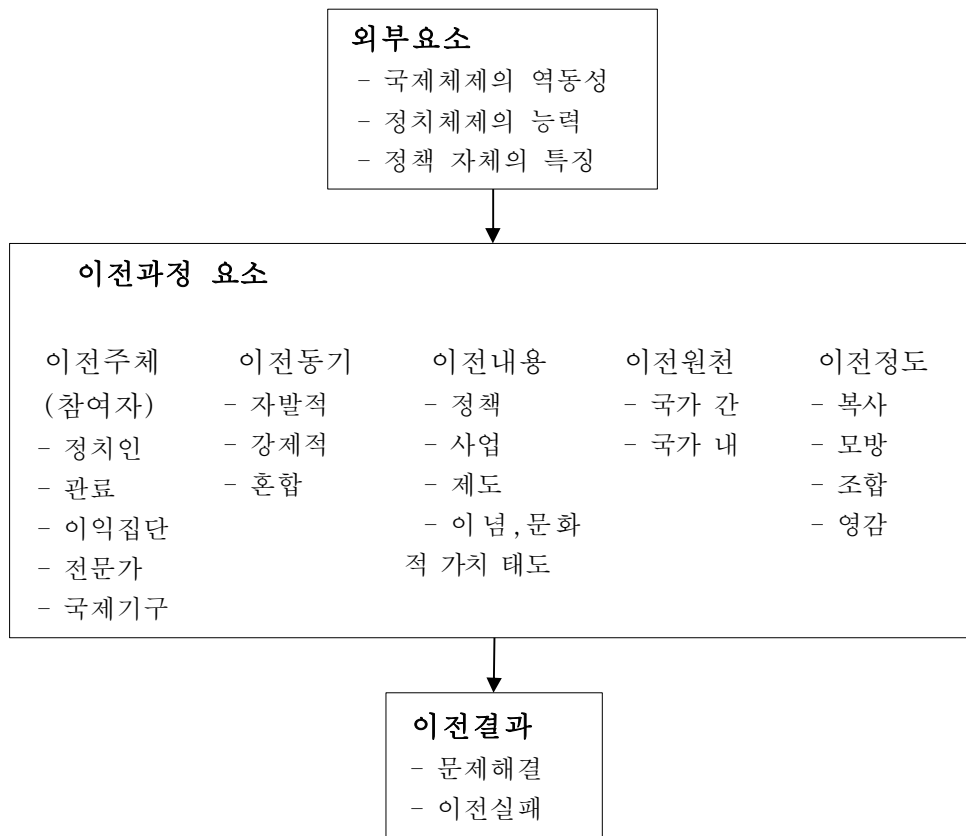 외부요소
- 국제체제의 역동성
- 정치체제의 능력
- 정책 자체의 특징
이전과정 요소
이전주체
(참여자)
- 정치인
- 관료
- 이익집단
- 전문가
- 국제기구
이전동기
- 자발적
- 강제적
- 혼합
이전내용
- 정책
- 사업
- 제도
- 이념,문화
적 가치 태도
이전원천
- 국가 간
- 국가 내
이전정도
- 복사
- 모방
- 조합
- 영감
이전결과
- 문제해결
- 이전실패